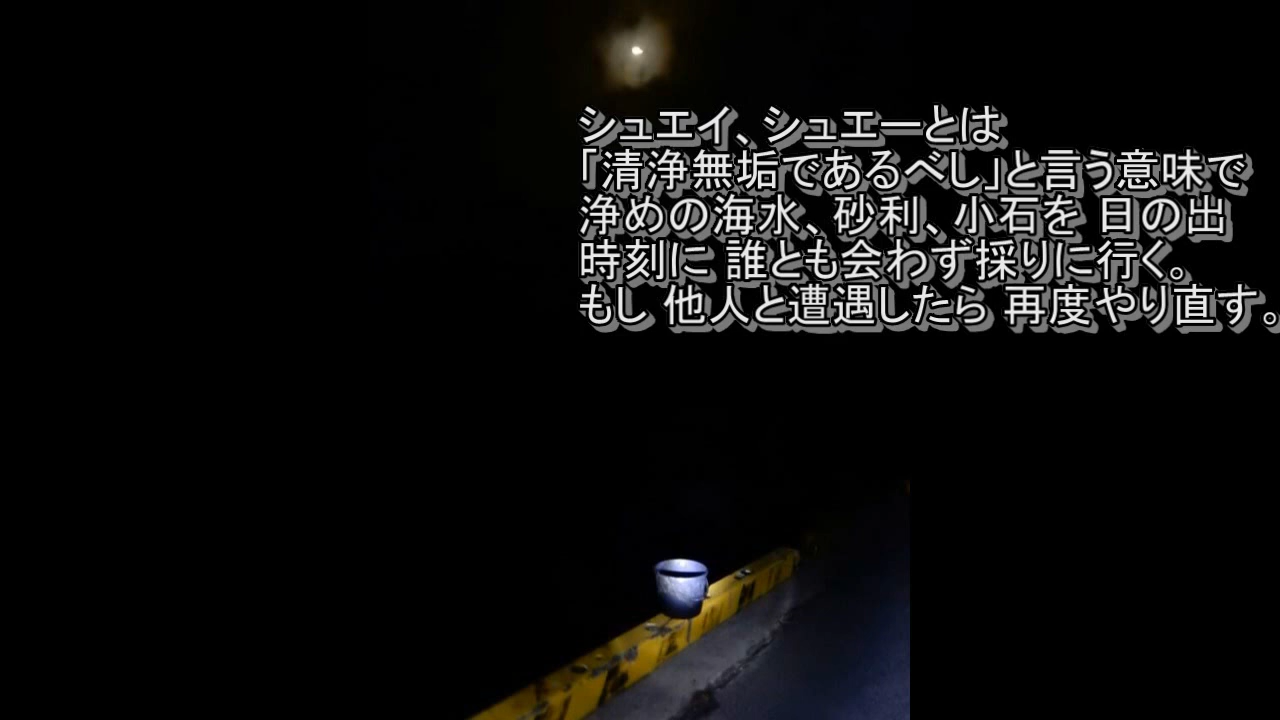 シュエイ、シュエーとは
「清浄無垢であるべし」と言う意味で
浄めの海水、砂利、小石を 日の出
時刻に 誰とも会わず採りに行く。
もし 他人と遭遇したら 再度やり直す。